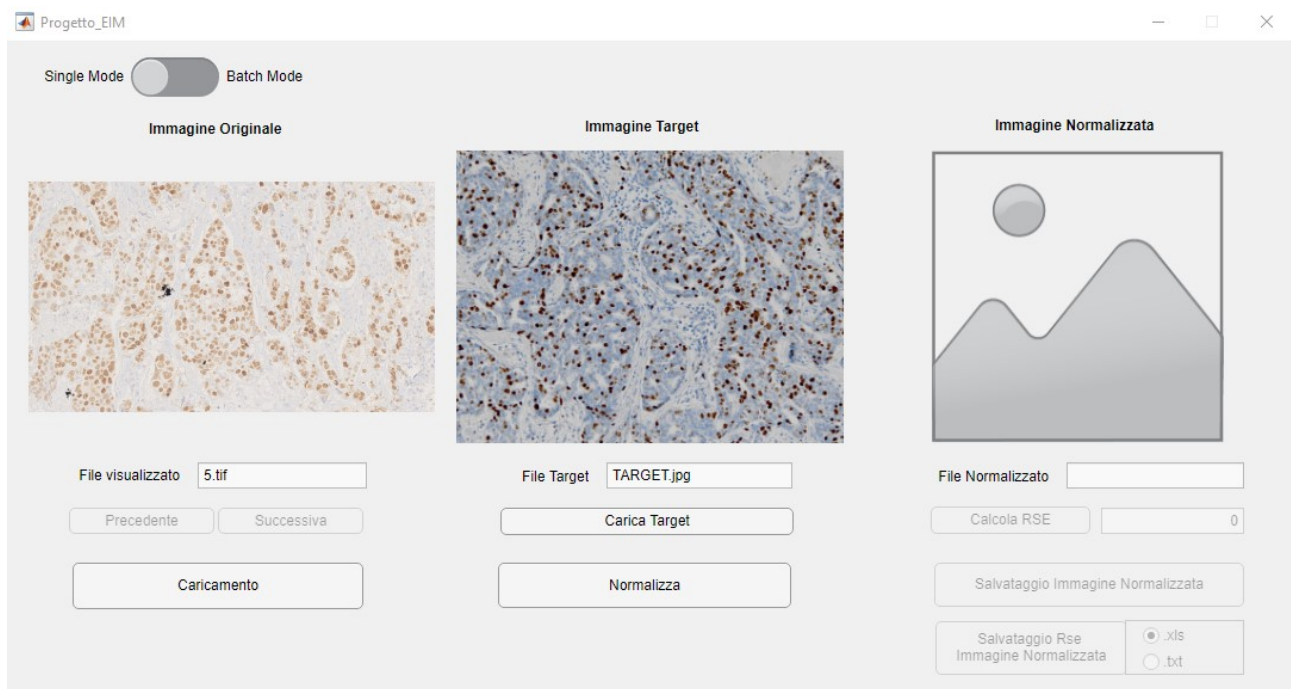 Progetto_EIM
Single Mode
Batch Mode
Immagine Originale
Immagine Target
Immagine Normalizzata
File visualizzato
5.tif
File Target
TARGET.jpg
File Normalizzato
Precedente
Successiva
Carica Target
Calcola RSE
0
Caricamento
Normalizza
Salvataggio Immagine Normalizzata
Salvataggio Rse
Immagine Normalizzata
.xls
.txt